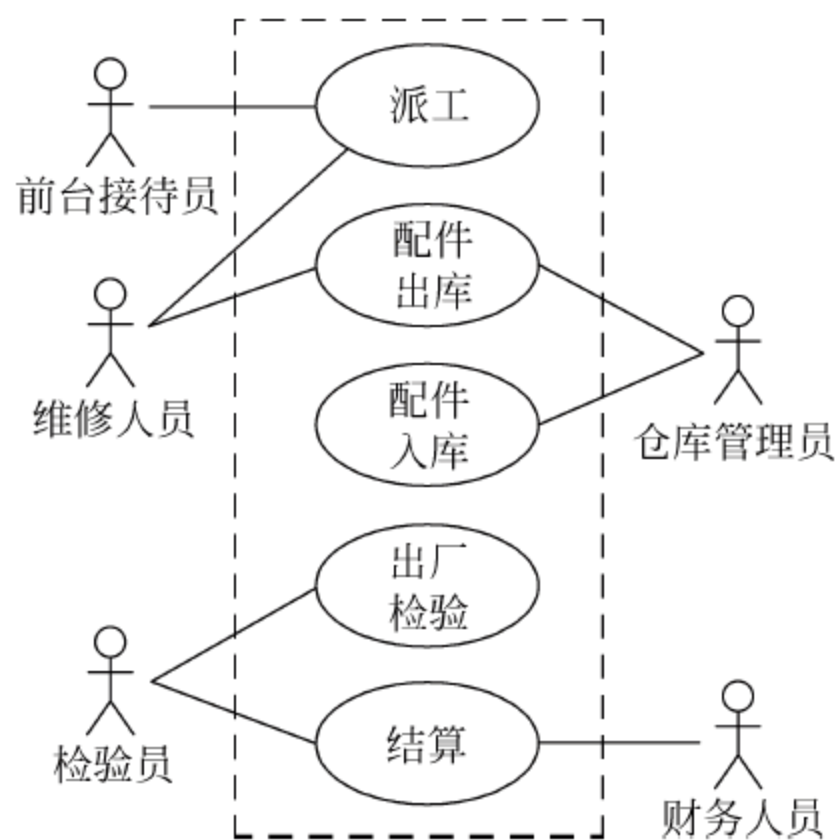 派工
前台接待员
配件
出库
维修人员
配件
入库
仓库管理员
出厂
检验
检验员
结算
财务人员